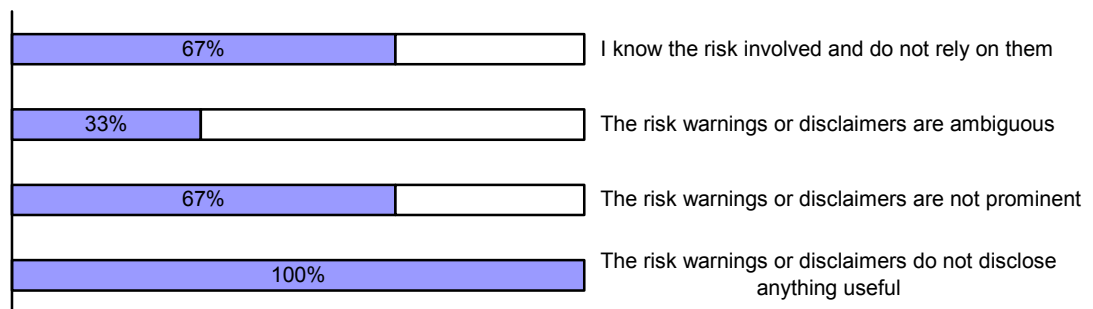 67% I know the risk involved and do not rely on them
33% The risk warnings or disclaimers are ambiguous
67% The risk warnings or disclaimers are not prominent
100% The risk warnings or disclaimers do not disclose
anything useful